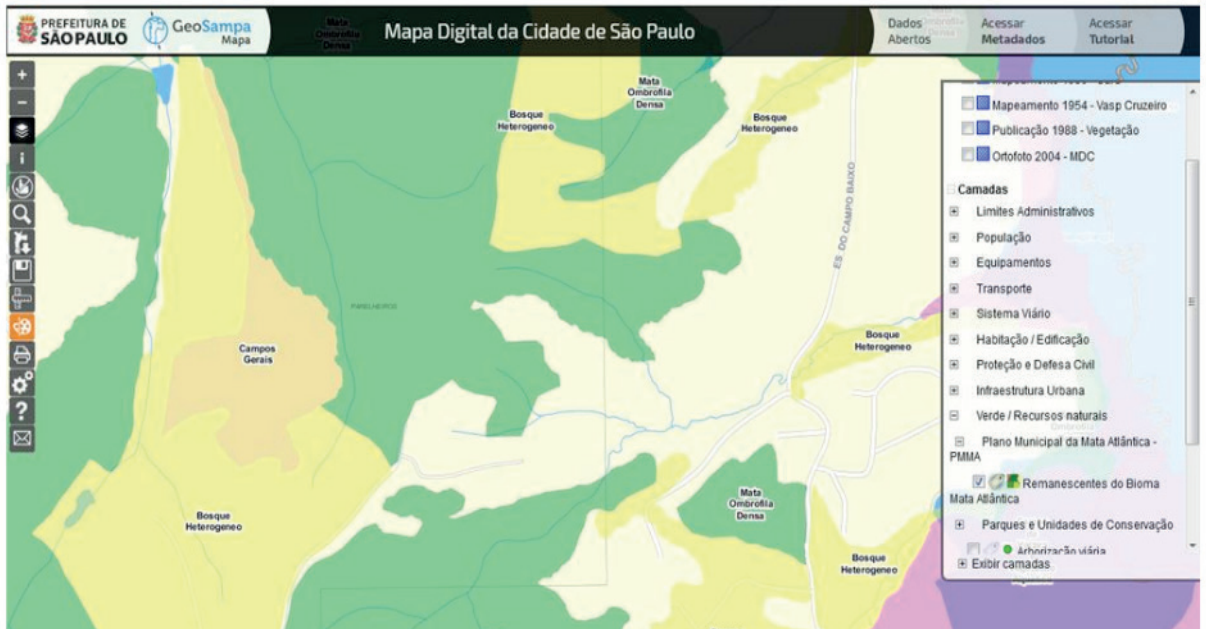 PREFEITURA DE
SÃO PAULO
GeoSampa
Mapa
Mapa Digital da Cidade de São Paulo
Dados
Abertos
Acessar
Metadados
Acessar
Tutorial
Mata
Ombrofila
Densa
Mata
Ombrofila
Densa
Bosque
Heterogeneo
Bosque
Heterogeneo
ES. DO CAMPO BAIXO
PARELHEIROS
Campos
Gerais
Bosque
Heterogeneo
Mata
Ombrofila
Densa
Bosque
Heterogeneo
Bosque
Heterogeneo
Mapeamento 1954 - Vasp Cruzeiro
Publicação 1988 - Vegetação
Ortofoto 2004 - MDC
Camadas
Limites Administrativos
População
Equipamentos
Transporte
Sistema Viário
Habitação / Edificação
Proteção e Defesa Civil
Infraestrutura Urbana
Verde / Recursos naturais
Plano Municipal da Mata Atlântica -
PMMA
Remanescentes do Bioma
Mata Atlântica
Parques e Unidades de Conservação
Arborização viária
Exibir camadas